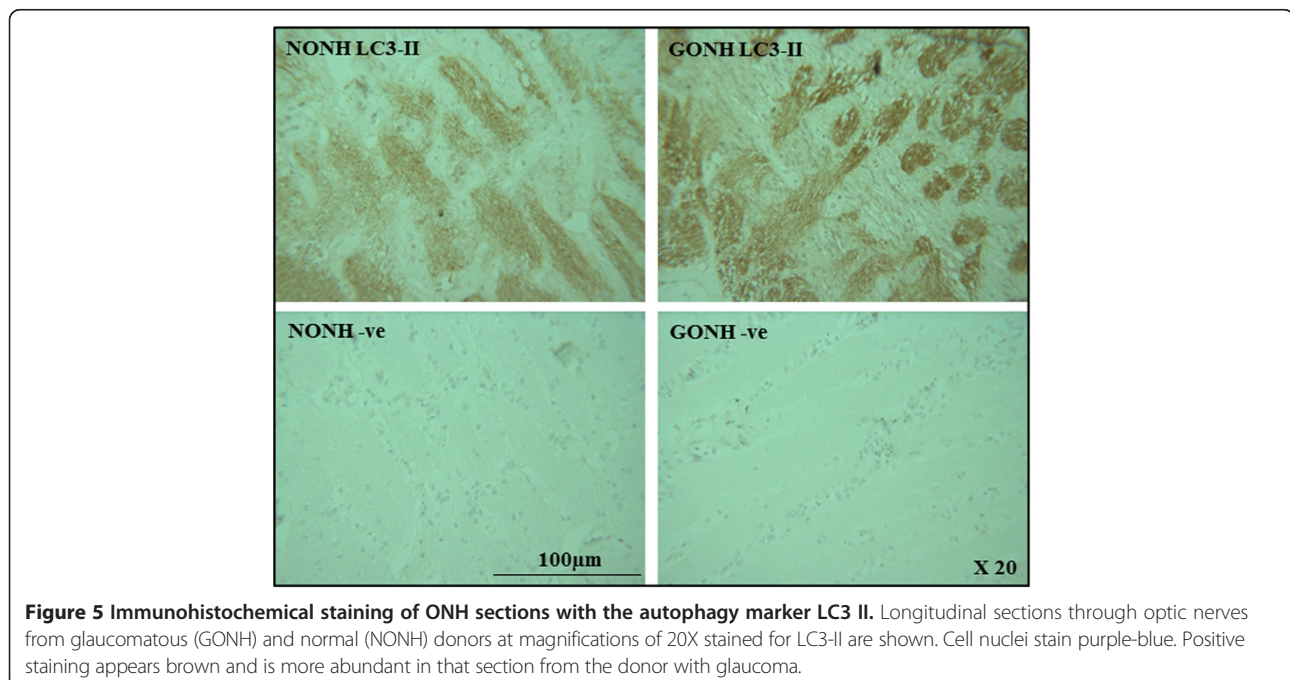 NONH LC3-II
GONH LC3-II
NONH -ve
GONH -ve
100µm
X 20
Figure 5 Immunohistochemical staining of ONH sections with the autophagy marker LC3 II. Longitudinal sections through optic nerves
from glaucomatous (GONH) and normal (NONH) donors at magnifications of 20X stained for LC3-II are shown. Cell nuclei stain purple-blue. Positive
staining appears brown and is more abundant in that section from the donor with glaucoma.